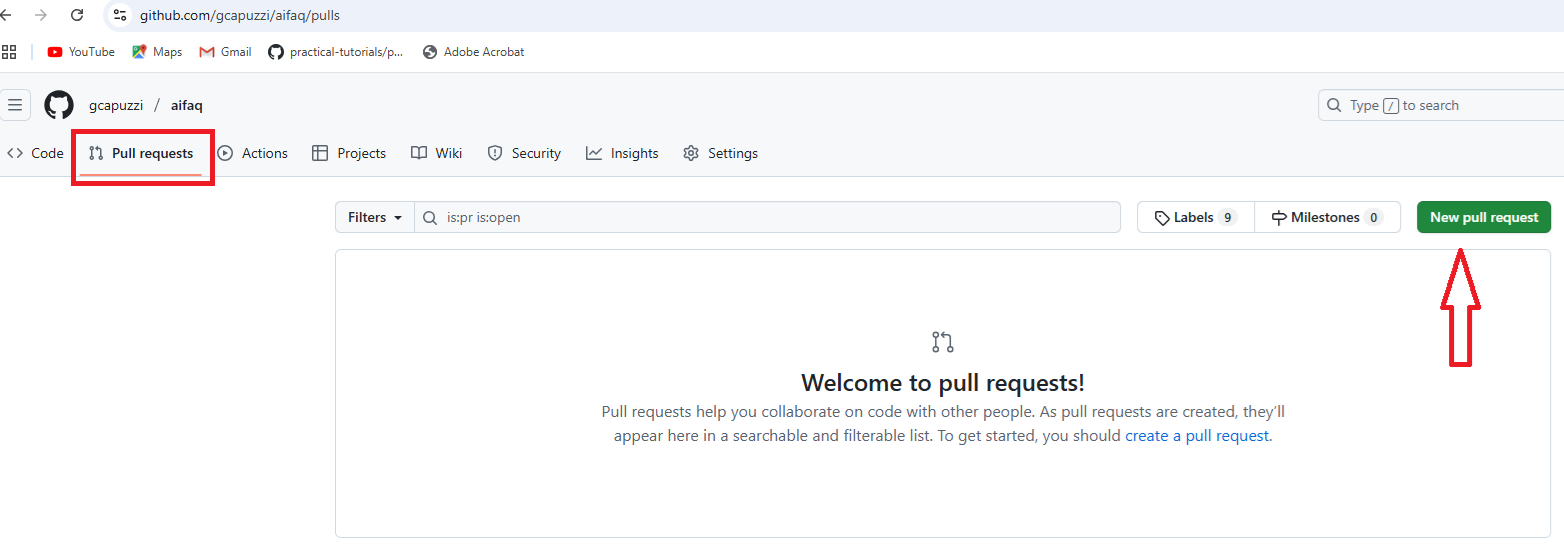 github.com/gcapuzzi/aifaq/pulls
YouTube Maps Gmail practical-tutorials/p... Adobe Acrobat
gcapuzzi / aifaq Type / to search
Code Pull requests Actions Projects Wiki Security Insights Settings
Filters is:pr is:open Labels 9 Milestones 0 New pull request
Welcome to pull requests!
Pull requests help you collaborate on code with other people. As pull requests are created, they'll
appear here in a searchable and filterable list. To get started, you should create a pull request.